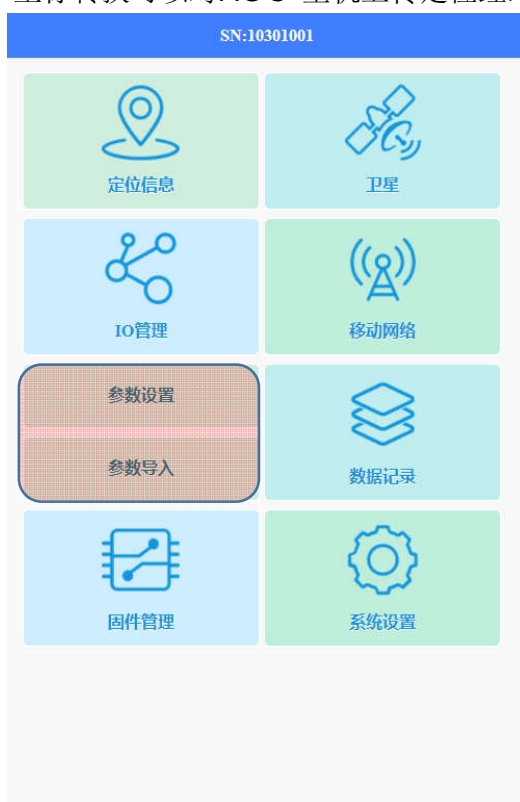 SN:10301001
定位信息
卫星
IO管理
移动网络
参数设置
参数导入
数据记录
固件管理
系统设置